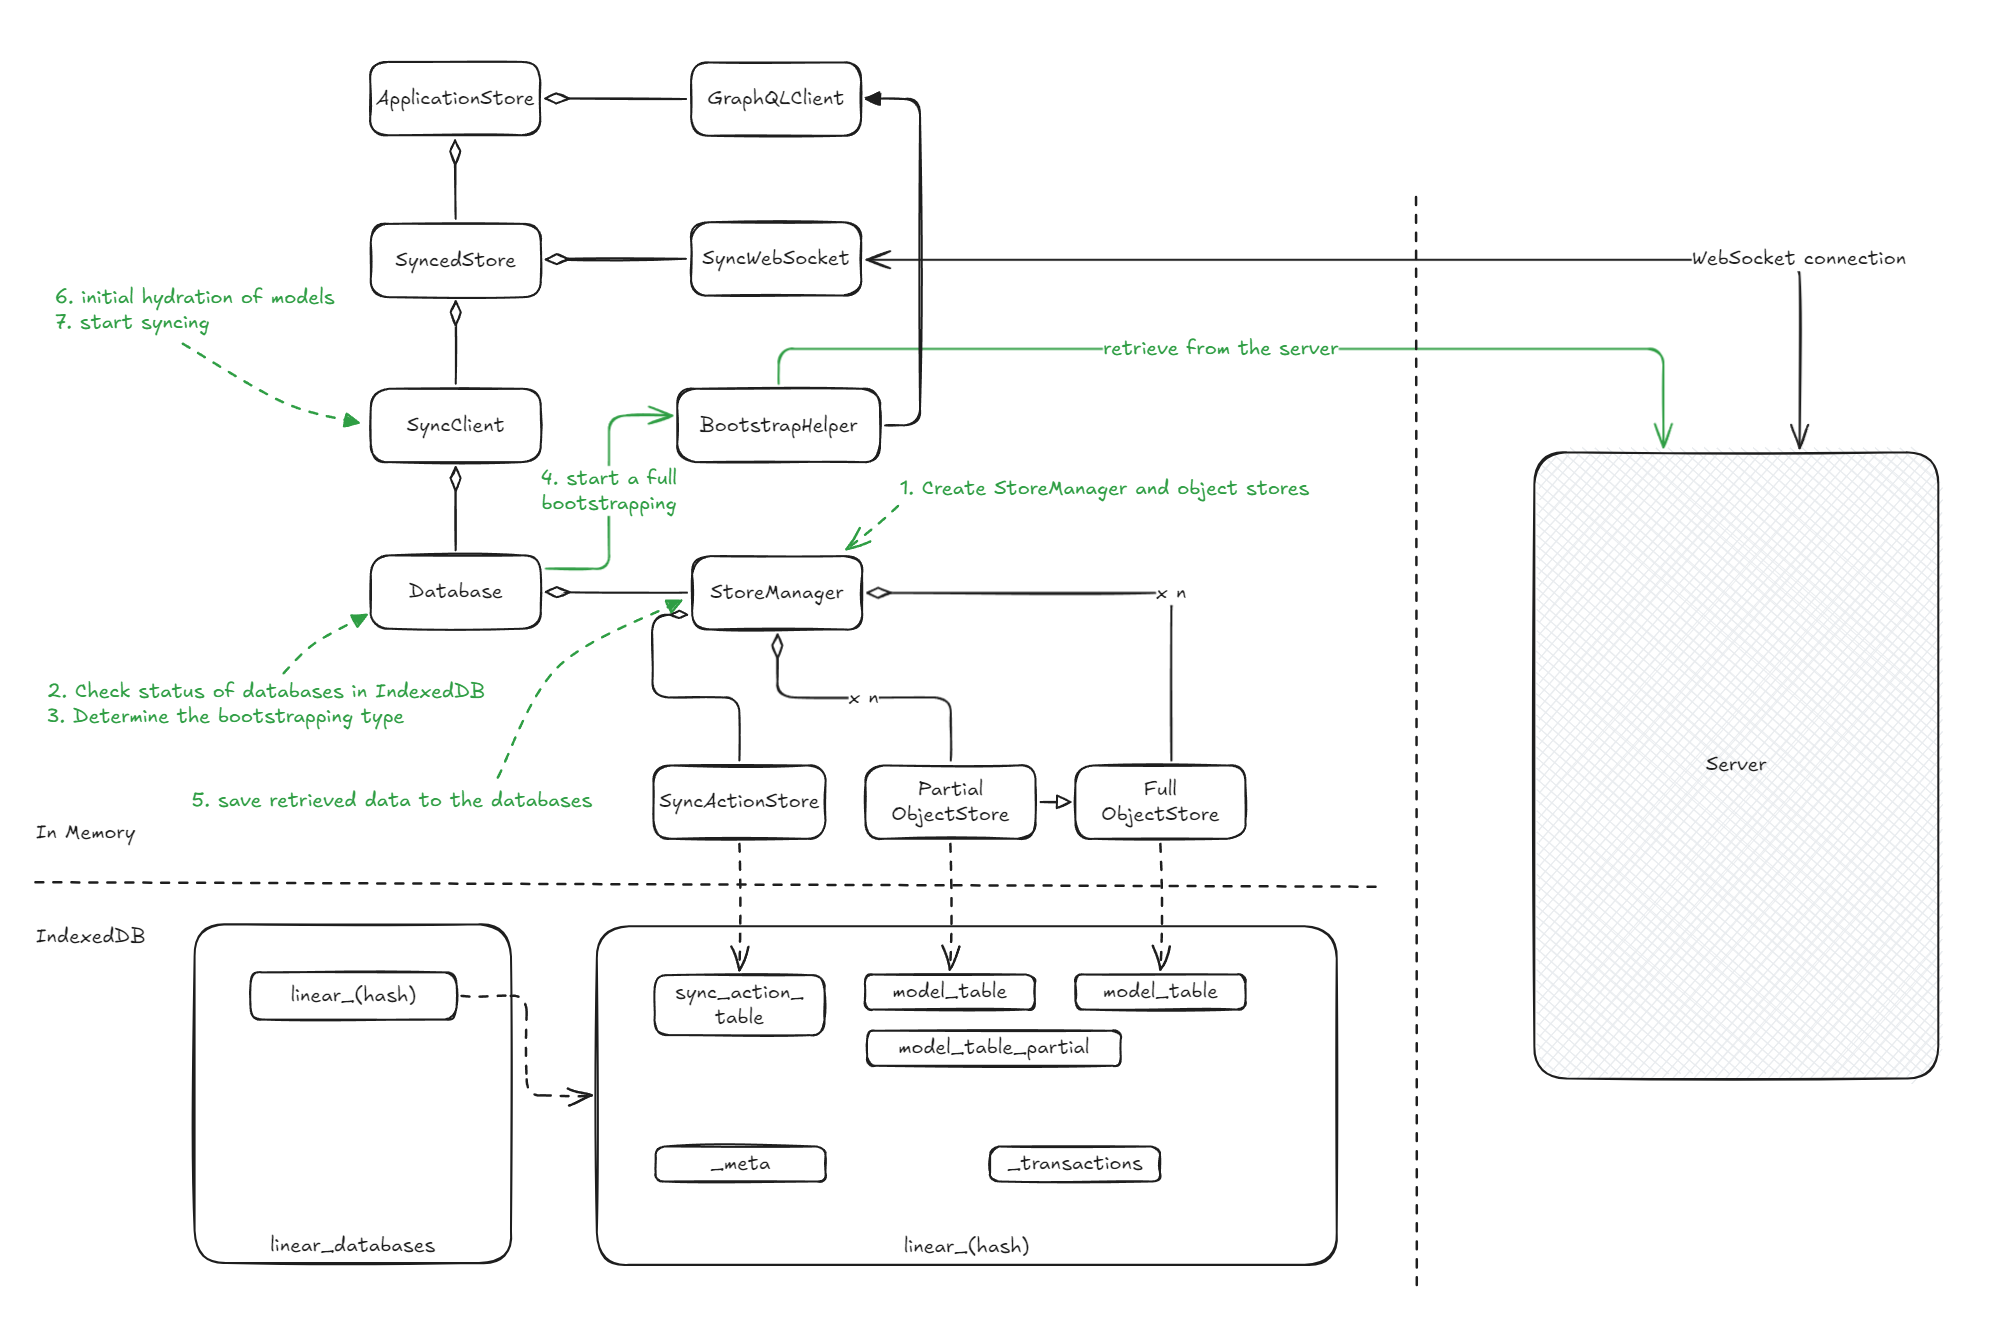 ApplicationStore
GraphQLClient
SyncedStore
SyncWebSocket
WebSocket connection
6. initial hydration of models
7. start syncing
retrieve from the server
SyncClient
BootstrapHelper
4. start a full
bootstrapping
1. Create StoreManager and object stores
Database
StoreManager
x n
2. Check status of databases in IndexedDB
3. Determine the bootstrapping type
x n
Server
5. save retrieved data to the databases
SyncActionStore
Partial
ObjectStore
Full
ObjectStore
In Memory
IndexedDB
linear_(hash)
sync_action_
table
model_table
model_table
model_table_partial
_meta
_transactions
linear_databases
linear_(hash)